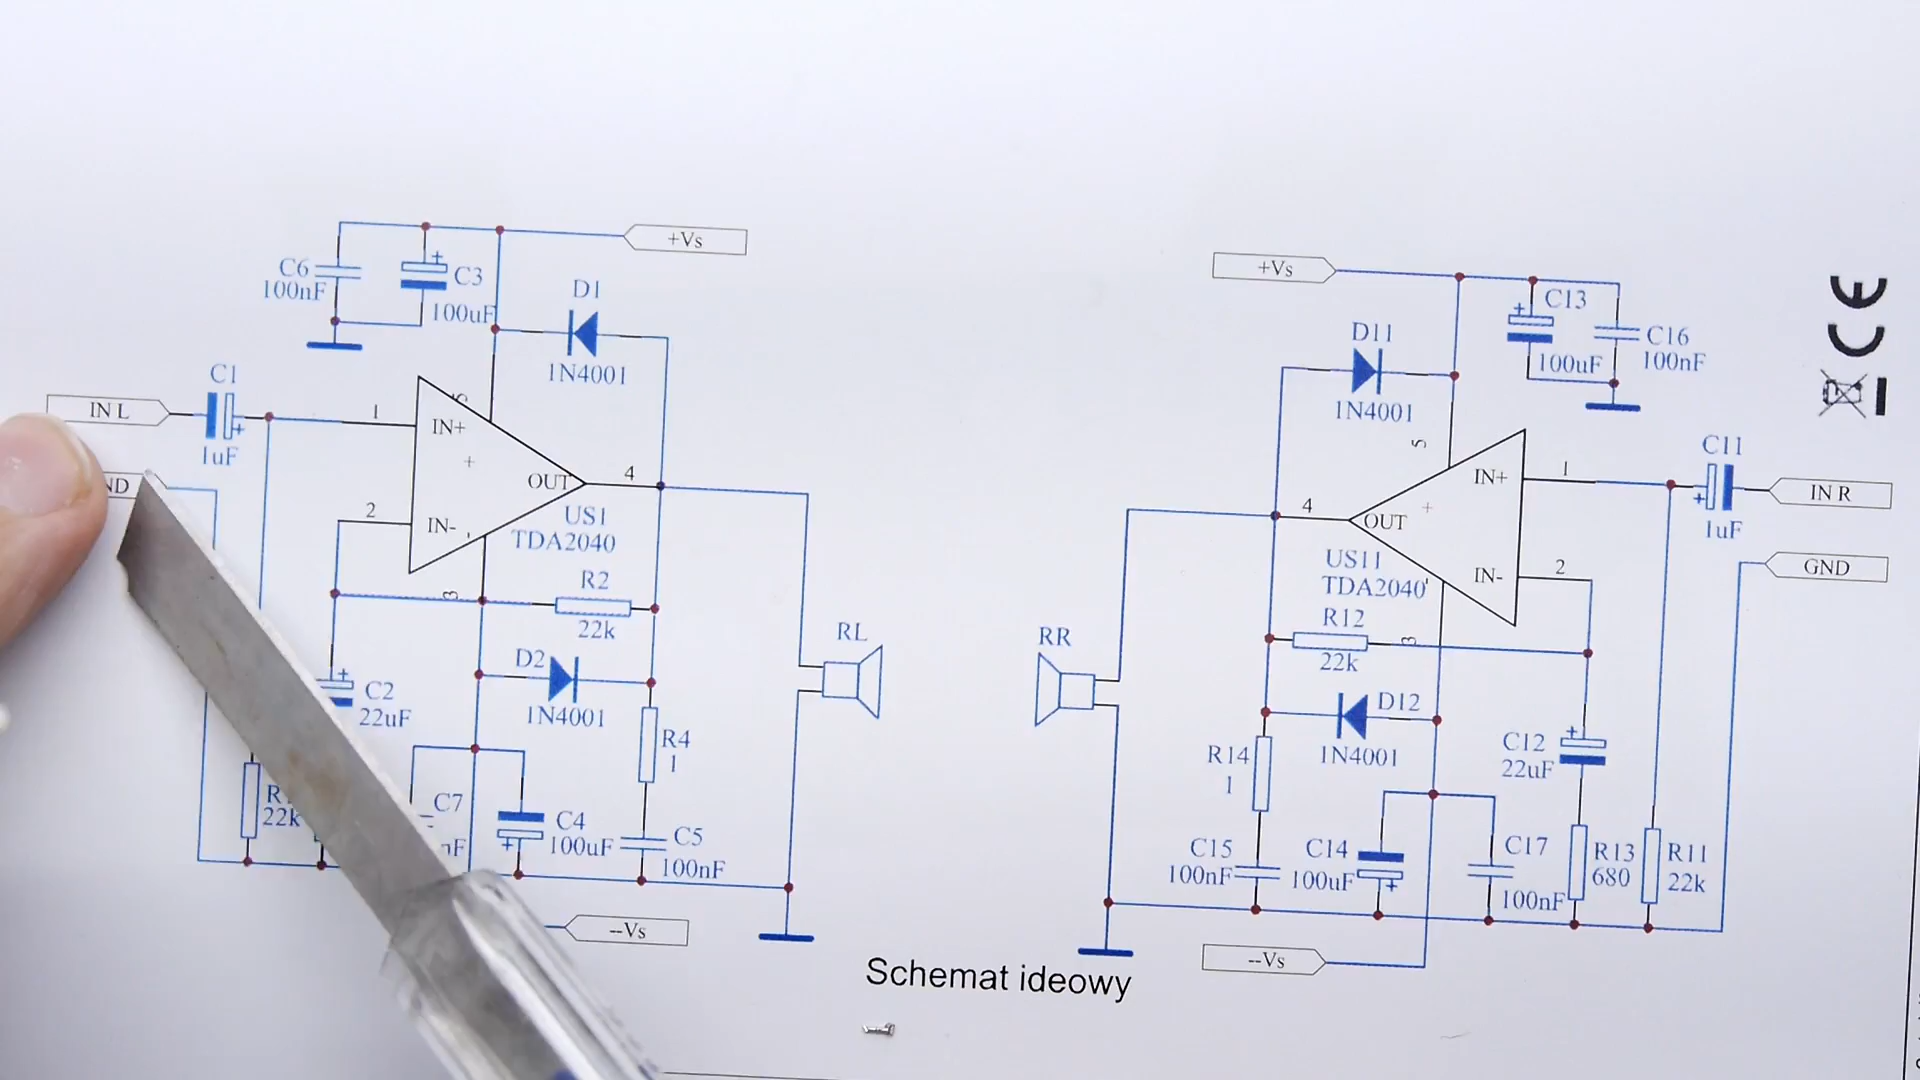 +Vs
C6
100nF
+
C3
100uF
D1
1N4001
IN L
C1
+
1uF
1
5
IN+
+
OUT
4
2
IN-
US1
TDA2040
3
R2
22k
D2
1N4001
+
C2
22uF
R4
1
22k
C7
C4
+
100uF
C5
100nF
--Vs
RL
+Vs
D11
1N4001
+
C13
100uF
C16
100nF
CE
5
IN+
1
C11
+
1uF
IN R
4
OUT
+
US11
TDA2040
IN-
2
GND
R12
22k
3
RR
D12
1N4001
R14
1
+
C12
22uF
C15
100nF
C14
100uF
+
C17
100nF
R13
680
R11
22k
--Vs
Schemat ideowy